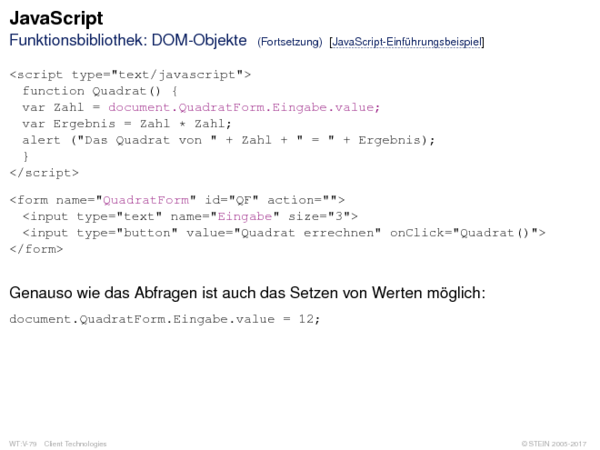 JavaScript
Funktionsbibliothek: DOM-Objekte (Fortsetzung) [JavaScript-Einführungsbeispiel]
<script type="text/javascript">
function Quadrat() {
var Zahl = document.QuadratForm.Eingabe.value;
var Ergebnis = Zahl * Zahl;
alert ("Das Quadrat von " + Zahl + " = " + Ergebnis);
}
</script>
<form name="QuadratForm" id="QF" action="">
<input type="text" name="Eingabe" size="3">
<input type="button" value="Quadrat errechnen" onClick="Quadrat()">
</form>
Genauso wie das Abfragen ist auch das Setzen von Werten möglich:
document.QuadratForm.Eingabe.value = 12;
WT:V-79 Client Technologies © STEIN 2005-2017